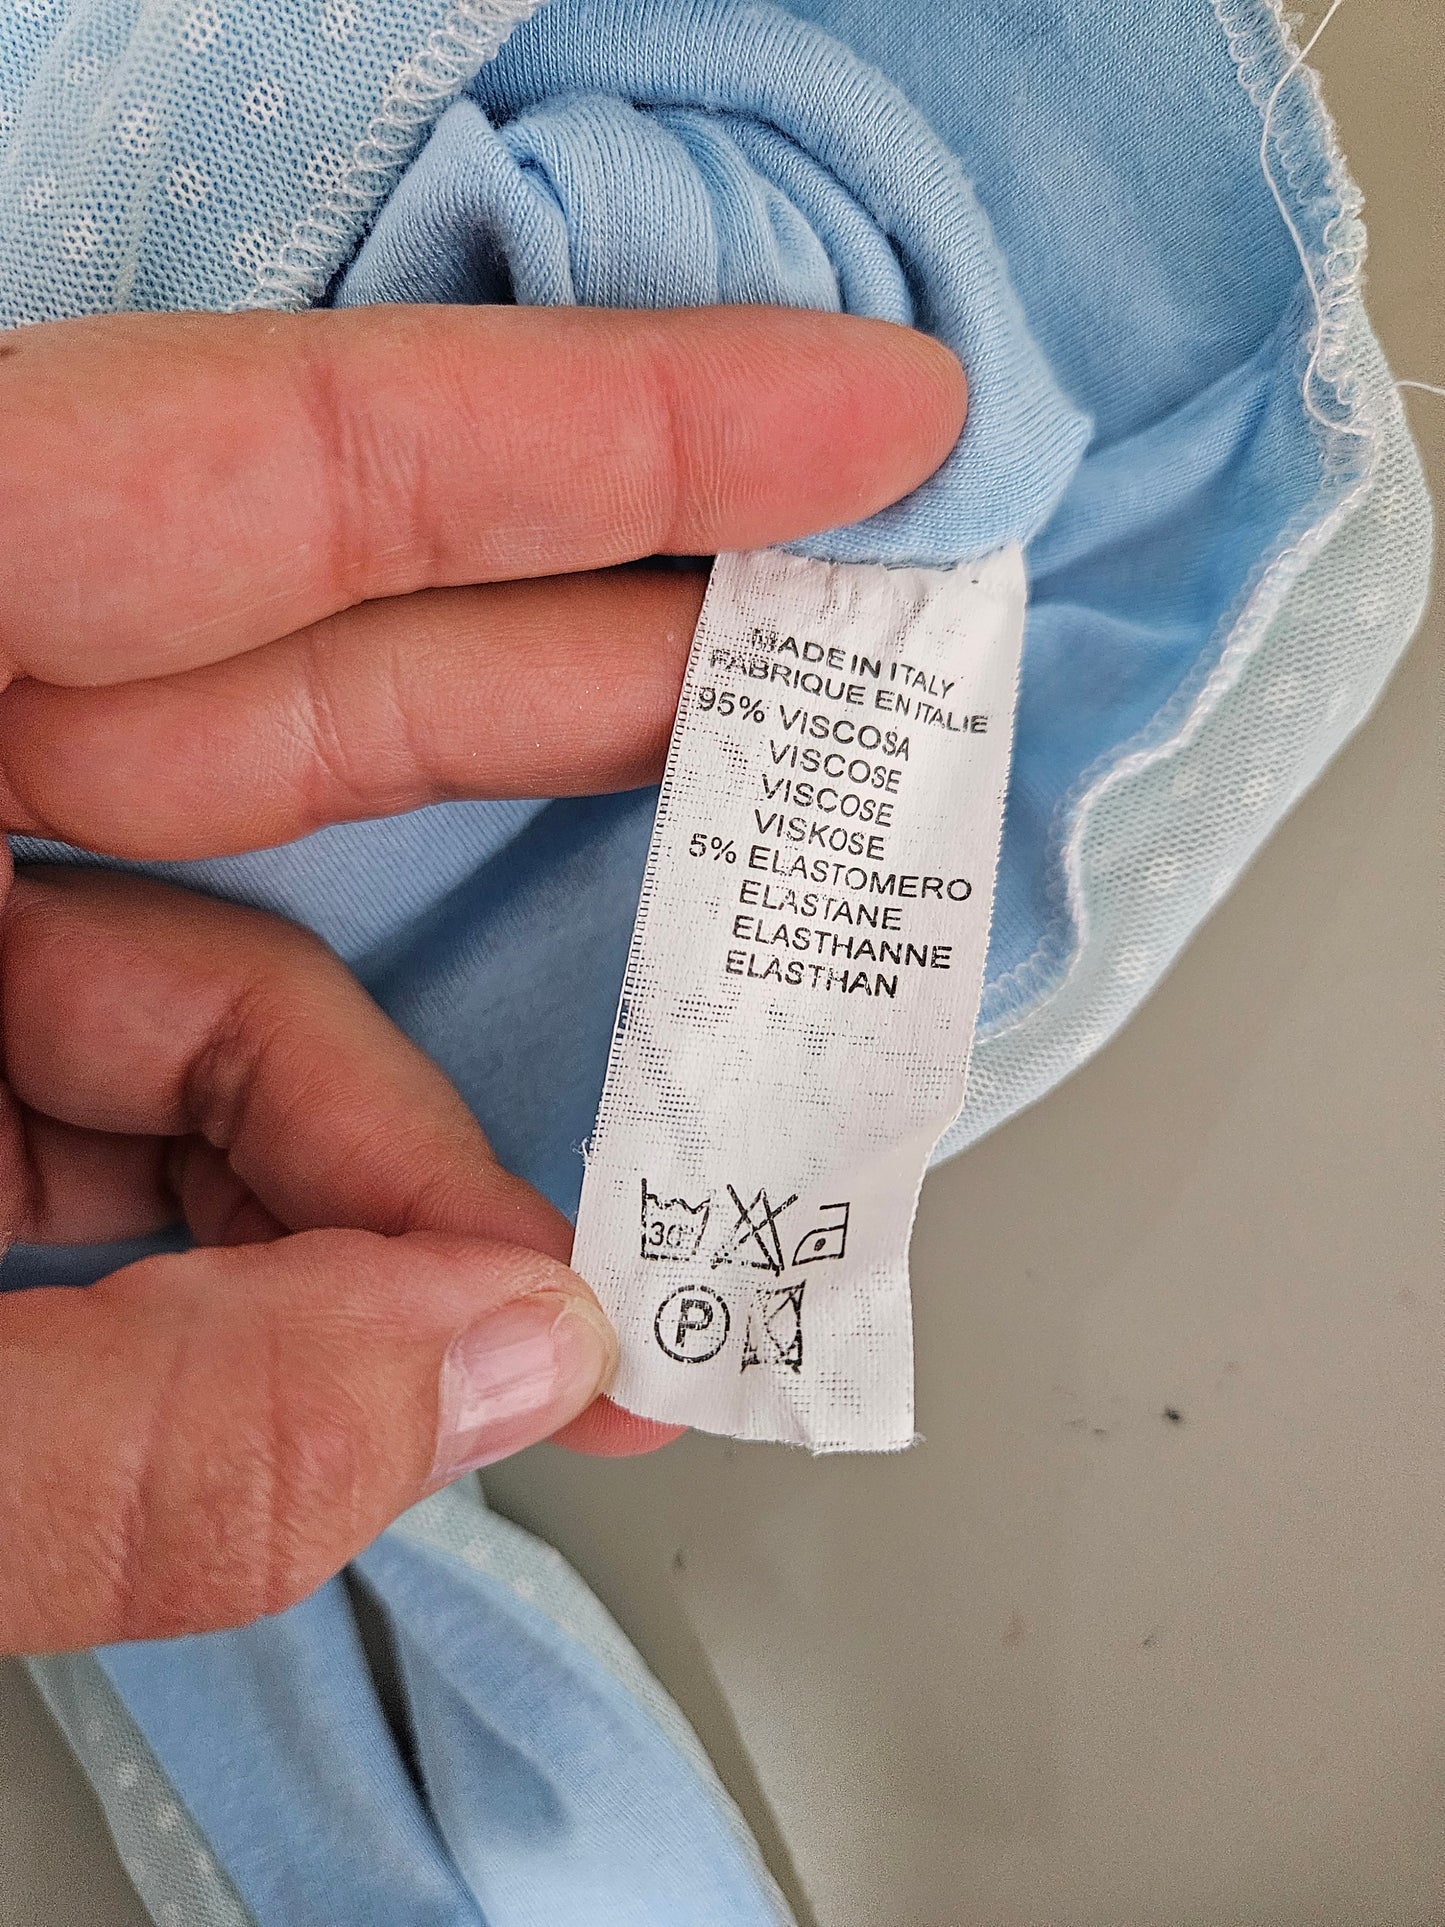 MADE IN ITALY
FABRIQUE EN ITALIE
95% VISCOSA
VISCOSE
VISCOSE
VISKOSE
5% ELASTOMERO
ELASTANE
ELASTHANNE
ELASTHAN
30°
P